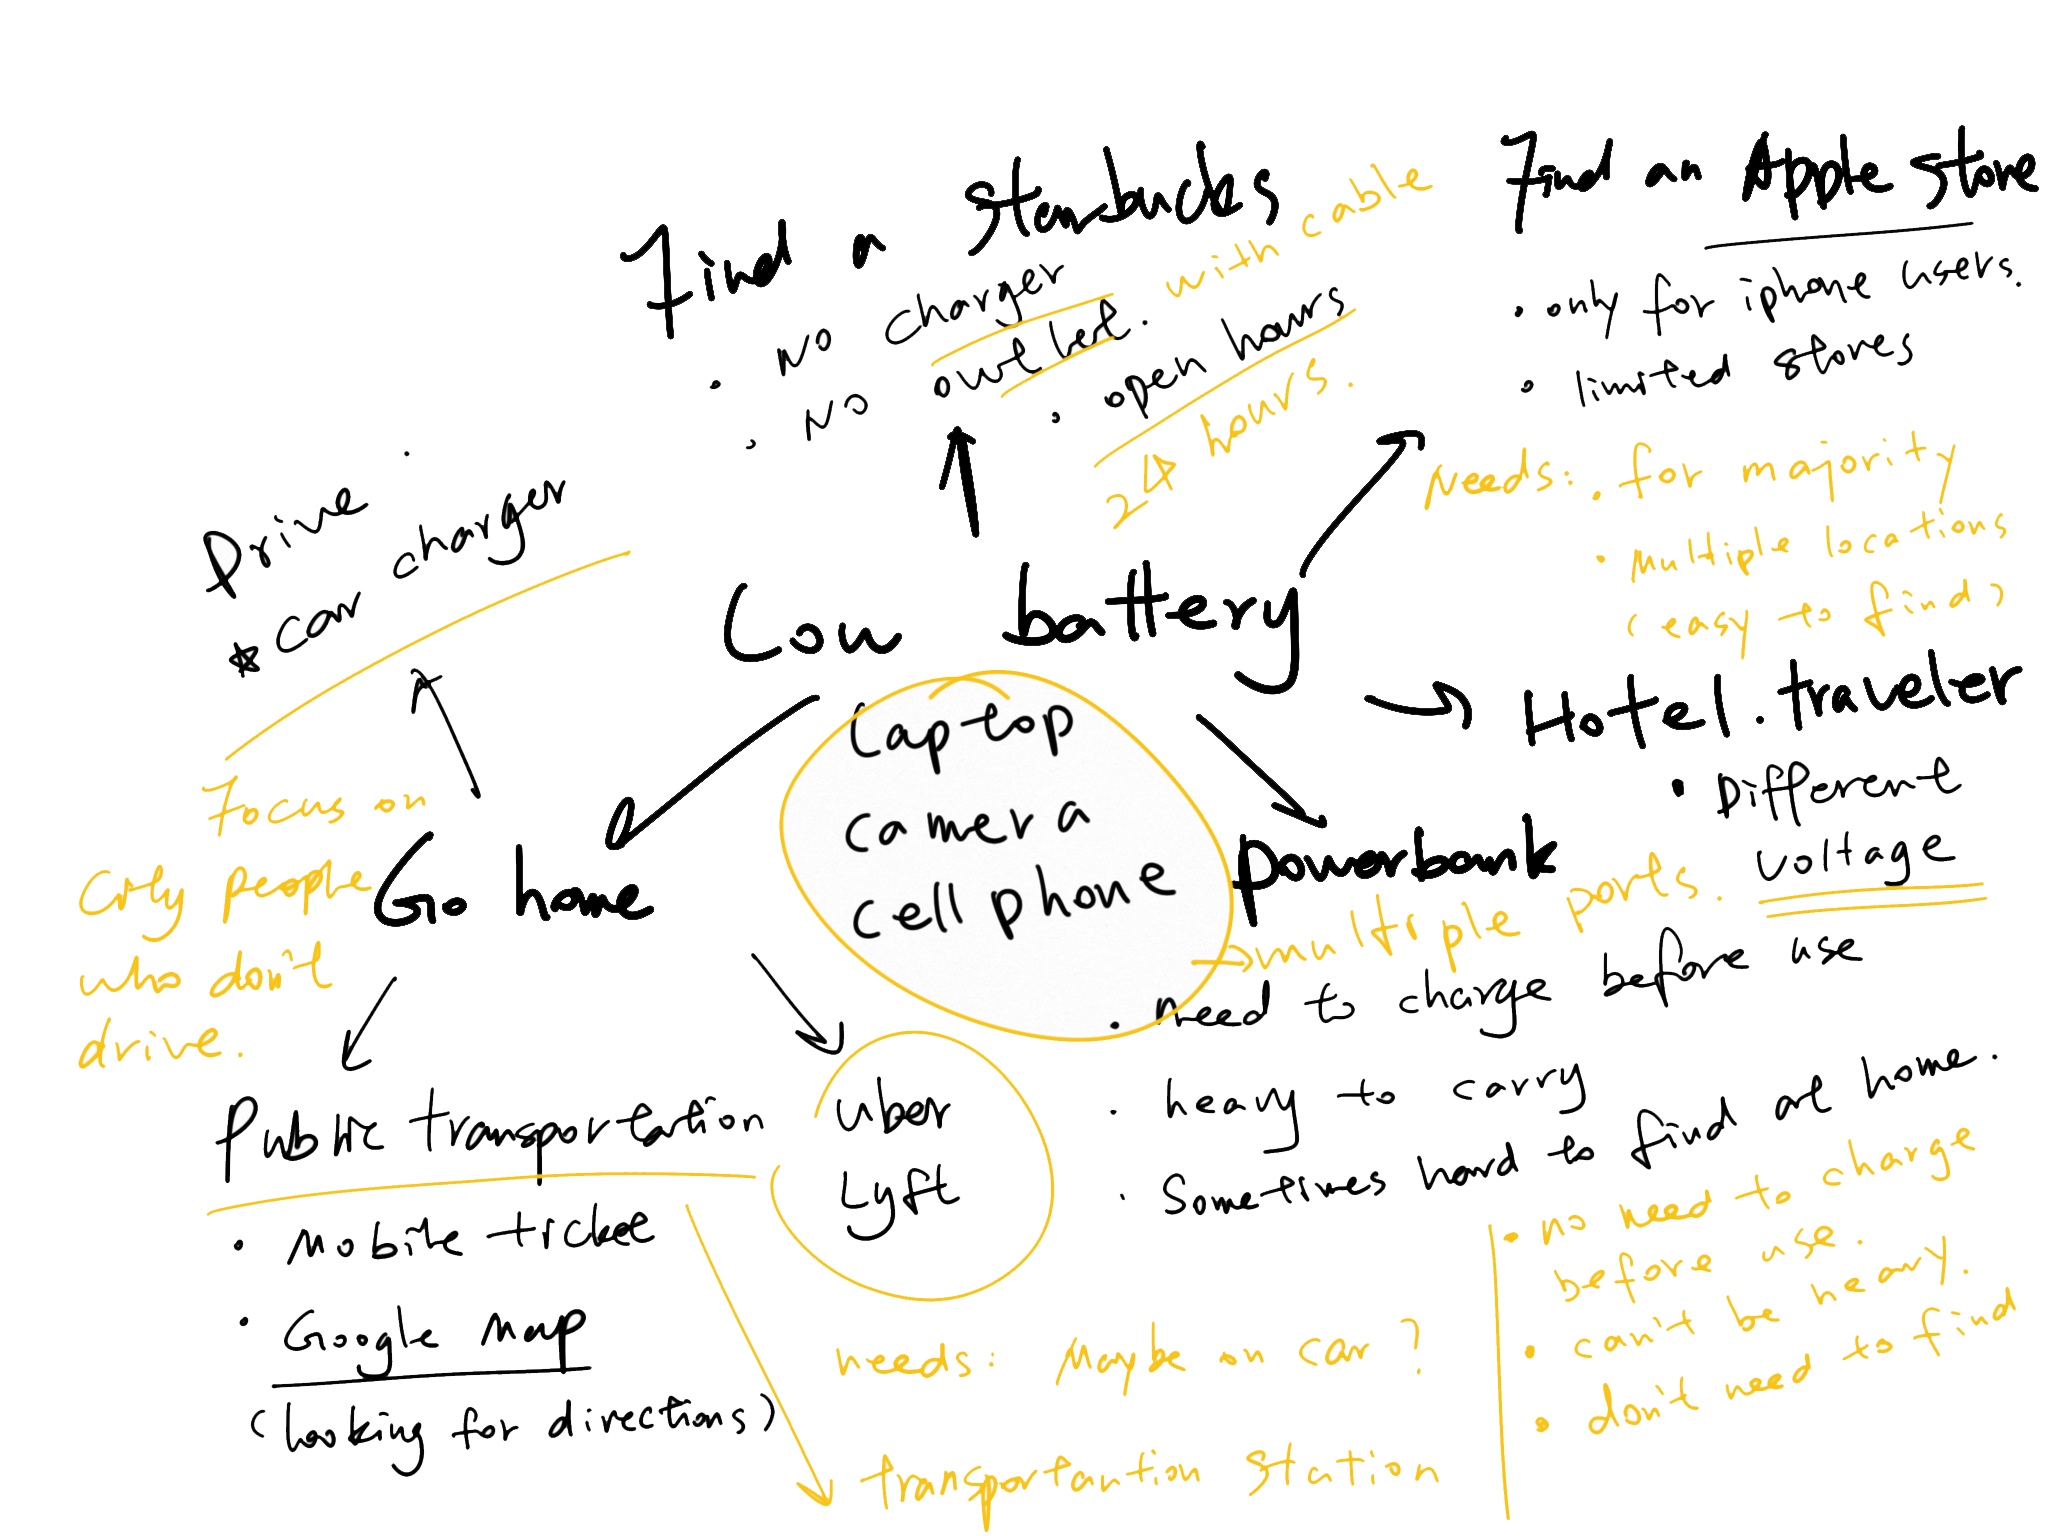 Find a Starbucks
• NO charger
• NO outlet. with cable
• open hours
24 hours.
Find an Apple Store
• only for iphone users.
• limited stores
Needs: • for majority
• Multiple locations
(easy to find)
Drive
☆ car charger
Focus on
City people
who don't
drive.
Low battery
Laptop
camera
cell phone
Hotel. traveler
• Different
voltage
Go home
powerbank
→ multiple ports.
• need to charge before use
• heavy to carry
• Sometimes hard to find at home.
• no need to charge
before use.
• can't be heavy.
• don't need to find
Public transportation
• Mobile ticket
• Google Map
(looking for directions)
uber
Lyft
needs: Maybe on car?
transportantion station